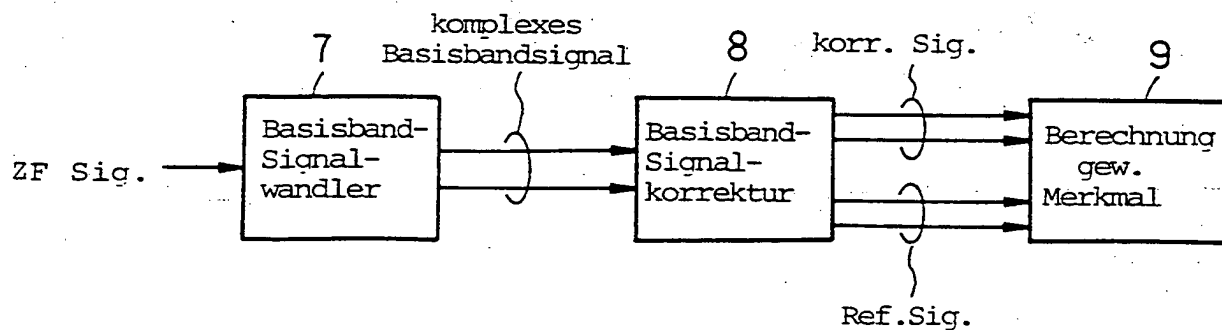 komplexes
Basisbandsignal
7
8
korr. Sig.
9
ZF Sig.
Basisband-
Signal-
wandler
Basisband-
Signal-
korrektur
Berechnung
gew.
Merkmal
Ref.Sig.